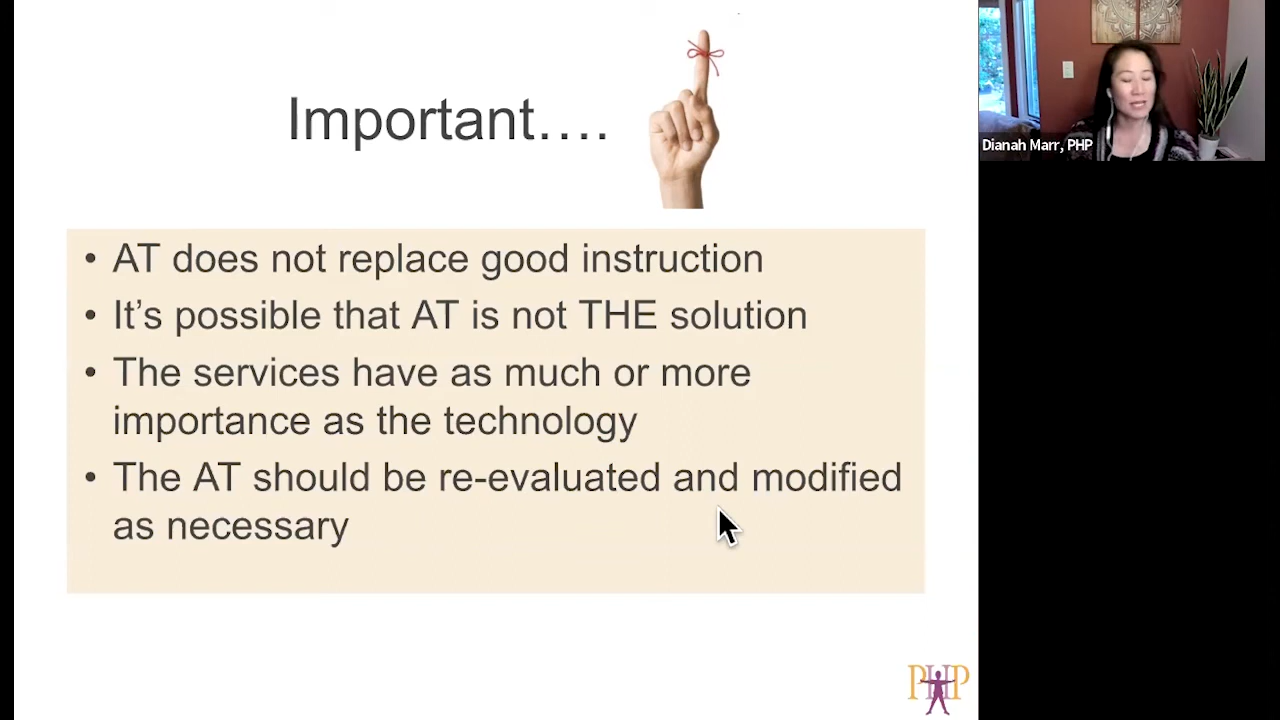 Important….
• AT does not replace good instruction
• It’s possible that AT is not THE solution
• The services have as much or more
importance as the technology
• The AT should be re-evaluated and modified
as necessary
PHP
Dianah Marr, PHP